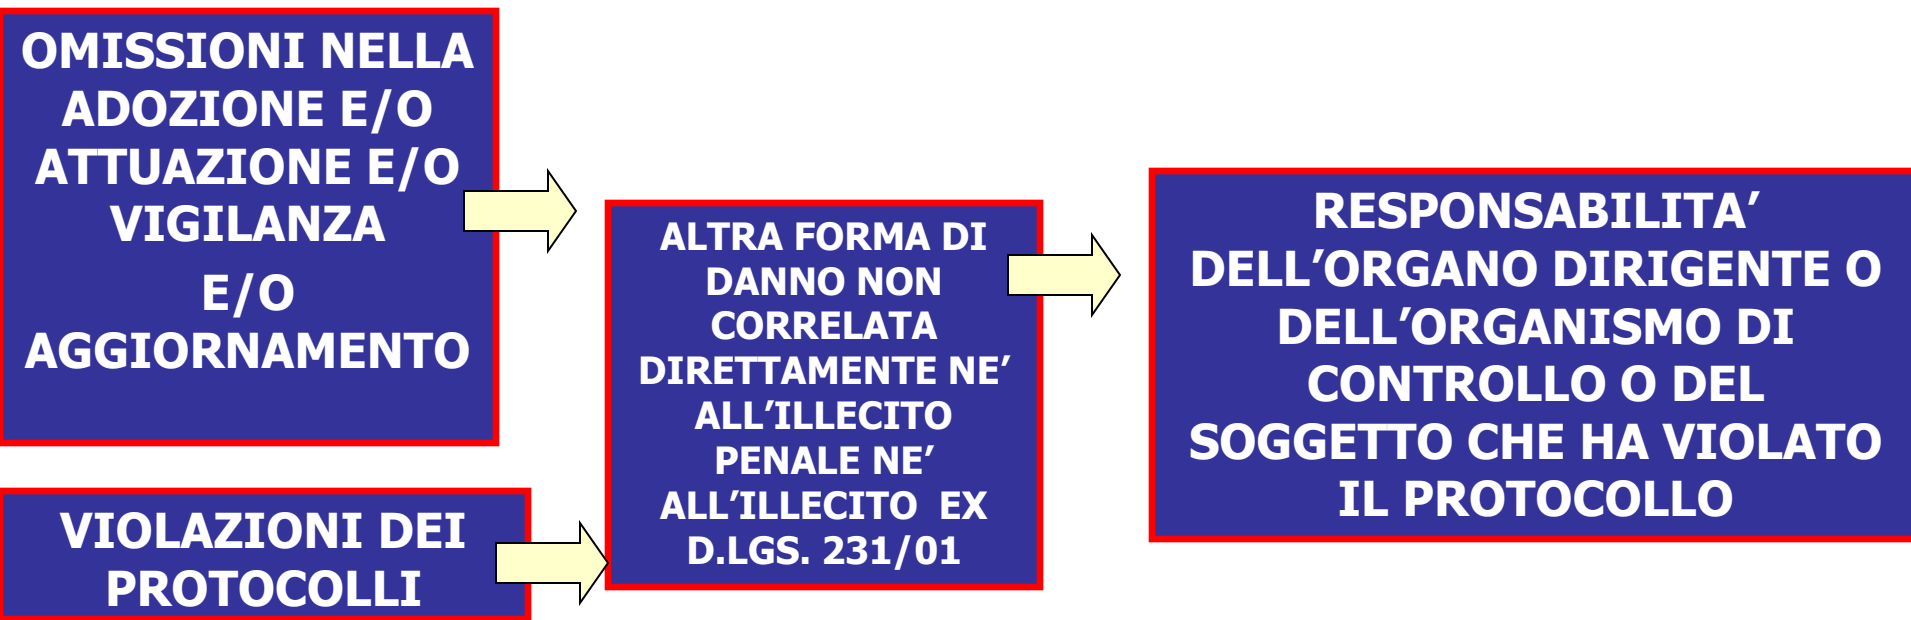 OMISSIONI NELLA
ADOZIONE E/O
ATTUAZIONE E/O
VIGILANZA
E/O
AGGIORNAMENTO
VIOLAZIONI DEI
PROTOCOLLI
ALTRA FORMA DI
DANNO NON
CORRELATA
DIRETTAMENTE NE’
ALL’ILLECITO
PENALE NE’
ALL’ILLECITO EX
D.LGS. 231/01
RESPONSABILITA’
DELL’ORGANO DIRIGENTE O
DELL’ORGANISMO DI
CONTROLLO O DEL
SOGGETTO CHE HA VIOLATO
IL PROTOCOLLO